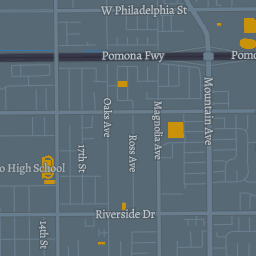 W Philadelphia St
Pomona Fwy
Pomo
Oaks Ave
Magnolia Ave
Mountain Ave
Ross Ave
17th St
o High School
Riverside Dr
14th St